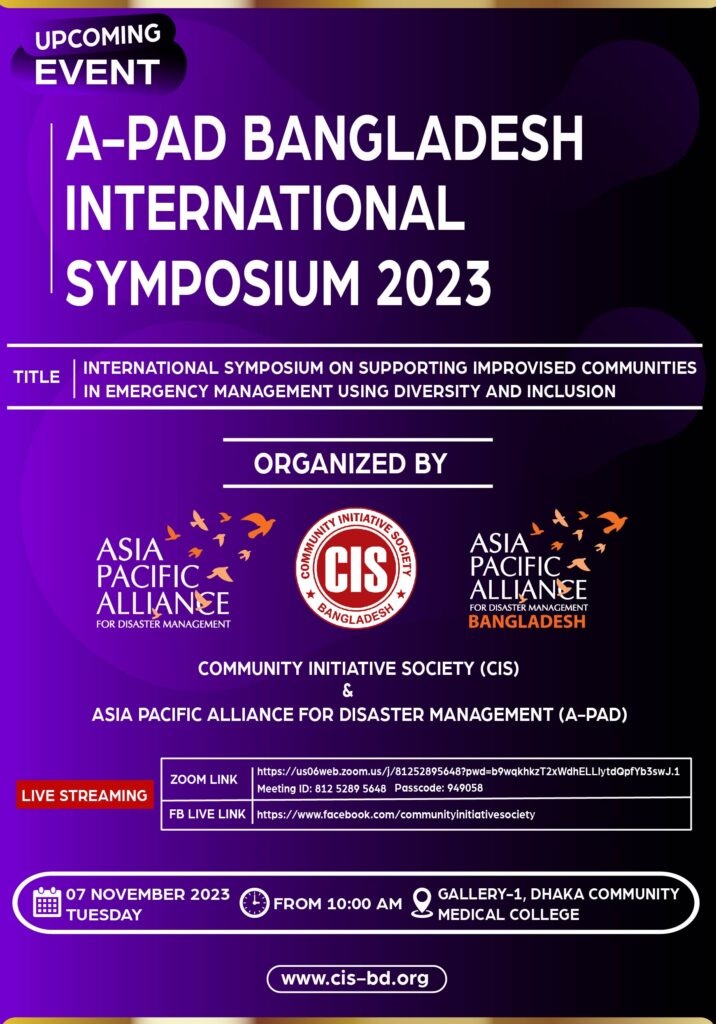 UPCOMING
EVENT
A-PAD BANGLADESH
INTERNATIONAL
SYMPOSIUM 2023
TITLE
INTERNATIONAL SYMPOSIUM ON SUPPORTING IMPROVISED COMMUNITIES
IN EMERGENCY MANAGEMENT USING DIVERSITY AND INCLUSION
ORGANIZED BY
ASIA
PACIFIC
ALLIANCE
FOR DISASTER MANAGEMENT
COMMUNITY INITIATIVE SOCIETY
CIS
BANGLADESH
ASIA
PACIFIC
ALLIANCE
FOR DISASTER MANAGEMENT
BANGLADESH
COMMUNITY INITIATIVE SOCIETY (CIS)
&
ASIA PACIFIC ALLIANCE FOR DISASTER MANAGEMENT (A-PAD)
LIVE STREAMING
ZOOM LINK
https://us06web.zoom.us/j/81252895648?pwd=b9wqkhkzT2xWdhELLlytdQpfYb3swJ.1
Meeting ID: 812 5289 5648 Passcode: 949058
FB LIVE LINK
https://www.facebook.com/communityinitiativesociety
07 NOVEMBER 2023
TUESDAY
FROM 10:00 AM
GALLERY-1, DHAKA COMMUNITY
MEDICAL COLLEGE
www.cis-bd.org